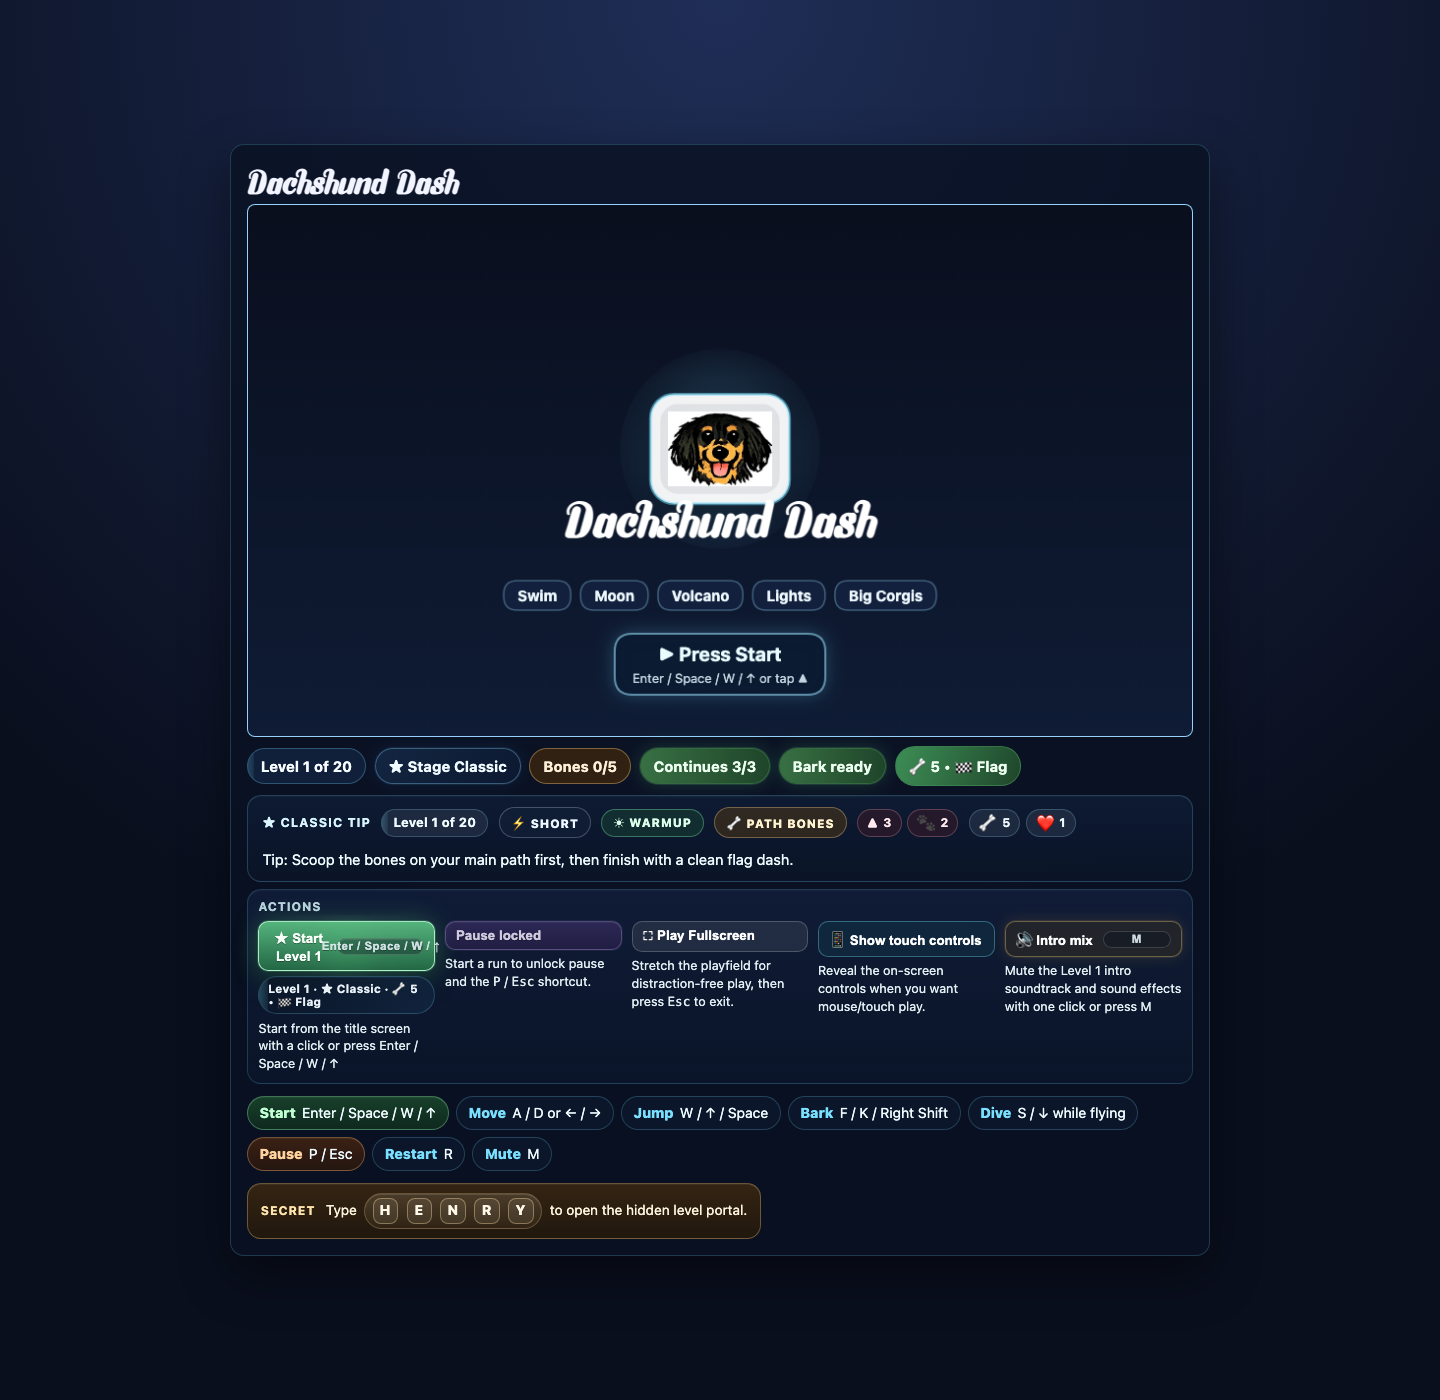 Dachshund Dash
Dachshund Dash
Swim Moon Volcano Lights Big Corgis
▶ Press Start
Enter / Space / W / ↑ or tap ▲
Level 1 of 20 ★ Stage Classic Bones 0/5 Continues 3/3 Bark ready 🦴 5 • 🏁 Flag
★ CLASSIC TIP Level 1 of 20 ⚡ SHORT ☀ WARMUP 🦴 PATH BONES ▲ 3 🐾 2 🦴 5 ❤️ 1
Tip: Scoop the bones on your main path first, then finish with a clean flag dash.
ACTIONS
★ Start
Level 1
Enter / Space / W / ↑
Level 1 · ★ Classic · 🦴 5
• 🏁 Flag
Start from the title screen
with a click or press Enter /
Space / W / ↑
Pause locked
Start a run to unlock pause
and the P / Esc shortcut.
⛶ Play Fullscreen
Stretch the playfield for
distraction-free play, then
press Esc to exit.
📱 Show touch controls
Reveal the on-screen
controls when you want
mouse/touch play.
🔊 Intro mix M
Mute the Level 1 intro
soundtrack and sound effects
with one click or press M
Start Enter / Space / W / ↑ Move A / D or ← / → Jump W / ↑ / Space Bark F / K / Right Shift Dive S / ↓ while flying
Pause P / Esc Restart R Mute M
SECRET Type H E N R Y to open the hidden level portal.